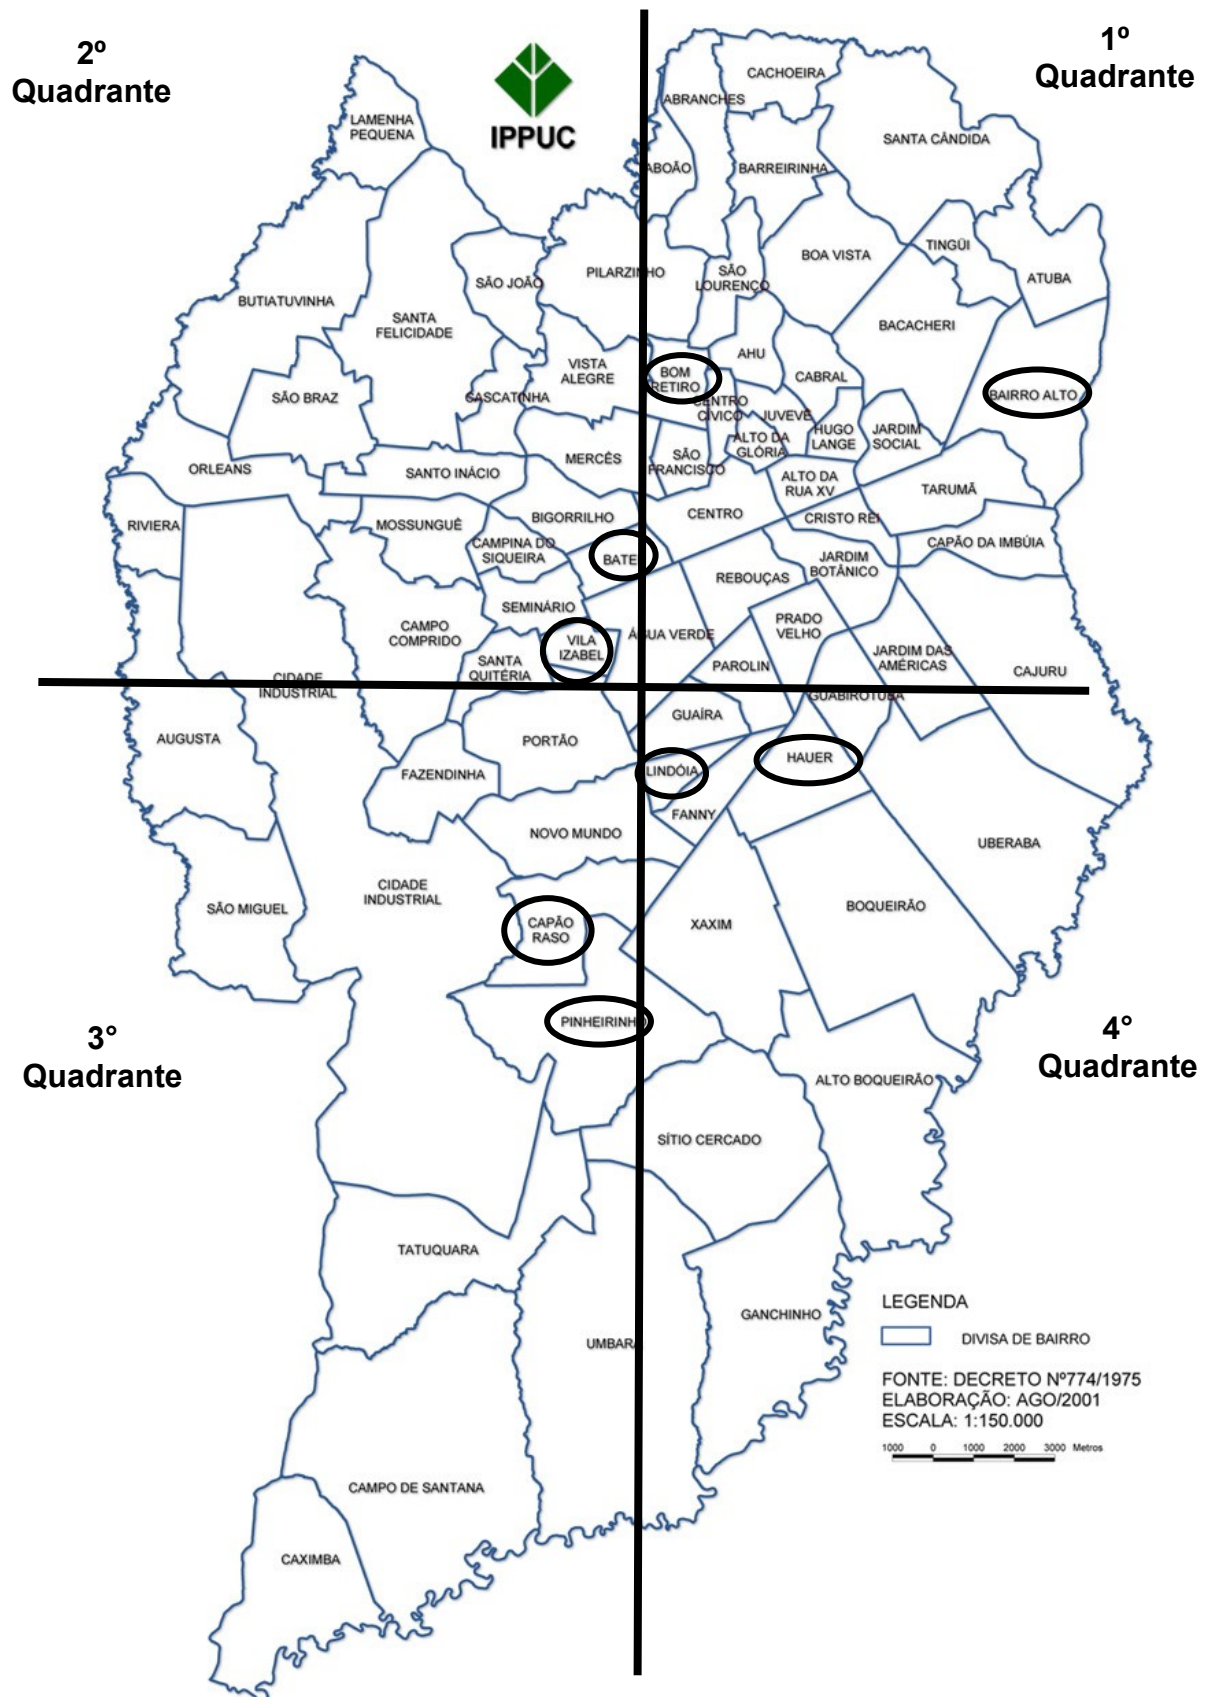 2º
Quadrante
1º
Quadrante
IPPUC
CACHOEIRA
ABRANCHES
LAMENHA
PEQUENA
SANTA CÂNDIDA
ABOÃO
BARREIRINHA
TINGÜI
BOA VISTA
PILARZINHO
SÃO
LOURENÇO
ATUBA
SÃO JOÃO
BUTIATUVINHA
SANTA
FELICIDADE
BACACHERI
AHU
VISTA
ALEGRE
BOM
RETIRO
CABRAL
BAIRRO ALTO
SÃO BRAZ
CASCATINHA
CENTRO
CÍVICO
JUVEVÊ
HUGO
LANGE
JARDIM
SOCIAL
ALTO DA
GLÓRIA
MERCÊS
SÃO
FRANCISCO
ORLEANS
SANTO INÁCIO
ALTO DA
RUA XV
TARUMÃ
RIVIERA
MOSSUNGUÊ
BIGORRILHO
CENTRO
CRISTO REI
CAMPINA DO
SIQUEIRA
CAPÃO DA IMBÚIA
BATE
JARDIM
BOTÂNICO
REBOUÇAS
SEMINÁRIO
CAMPO
COMPRIDO
PRADO
VELHO
VILA
IZABEL
ÁGUA VERDE
JARDIM DAS
AMÉRICAS
SANTA
QUITÉRIA
PAROLIN
CAJURU
CIDADE
INDUSTRIAL
GUABIROTUBA
GUAÍRA
AUGUSTA
PORTÃO
HAUER
FAZENDINHA
LINDÓIA
FANNY
NOVO MUNDO
UBERABA
CIDADE
INDUSTRIAL
SÃO MIGUEL
BOQUEIRÃO
CAPÃO
RASO
XAXIM
PINHEIRINH
3°
Quadrante
4°
Quadrante
ALTO BOQUEIRÃO
SÍTIO CERCADO
TATUQUARA
GANCHINHO
UMBARÁ
LEGENDA
DIVISA DE BAIRRO
FONTE: DECRETO Nº774/1975
ELABORAÇÃO: AGO/2001
ESCALA: 1:150.000
1000 0 1000 2000 3000 Metros
CAMPO DE SANTANA
CAXIMBA